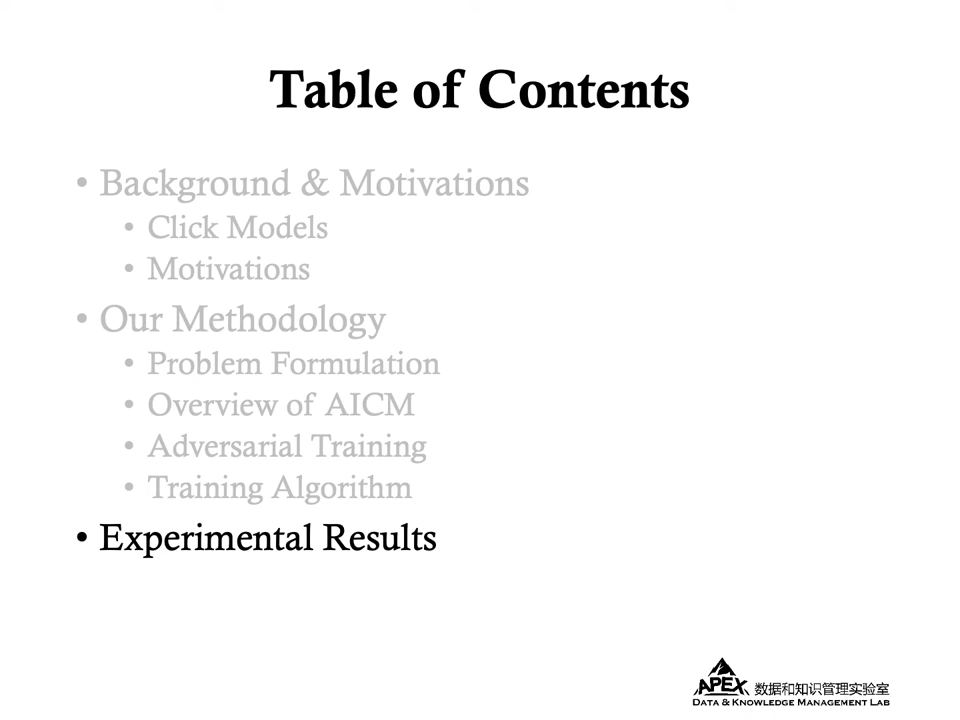 Table of Contents
• Background & Motivations
• Click Models
• Motivations
• Our Methodology
• Problem Formulation
• Overview of AICM
• Adversarial Training
• Training Algorithm
• Experimental Results
APEX 数据和知识管理实验室
DATA & KNOWLEDGE MANAGEMENT LAB